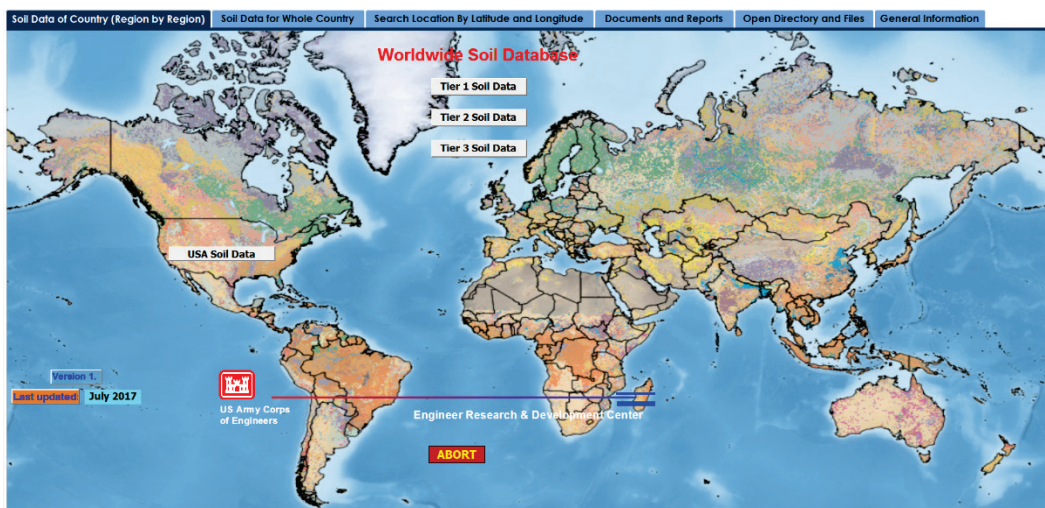 Soil Data of Country (Region by Region)
Soil Data for Whole Country
Search Location By Latitude and Longitude
Documents and Reports
Open Directory and Files
General Information
Worldwide Soil Database
Tier 1 Soil Data
Tier 2 Soil Data
Tier 3 Soil Data
USA Soil Data
Version 1.
Last updated: July 2017
US Army Corps
of Engineers
Engineer Research & Development Center
ABORT